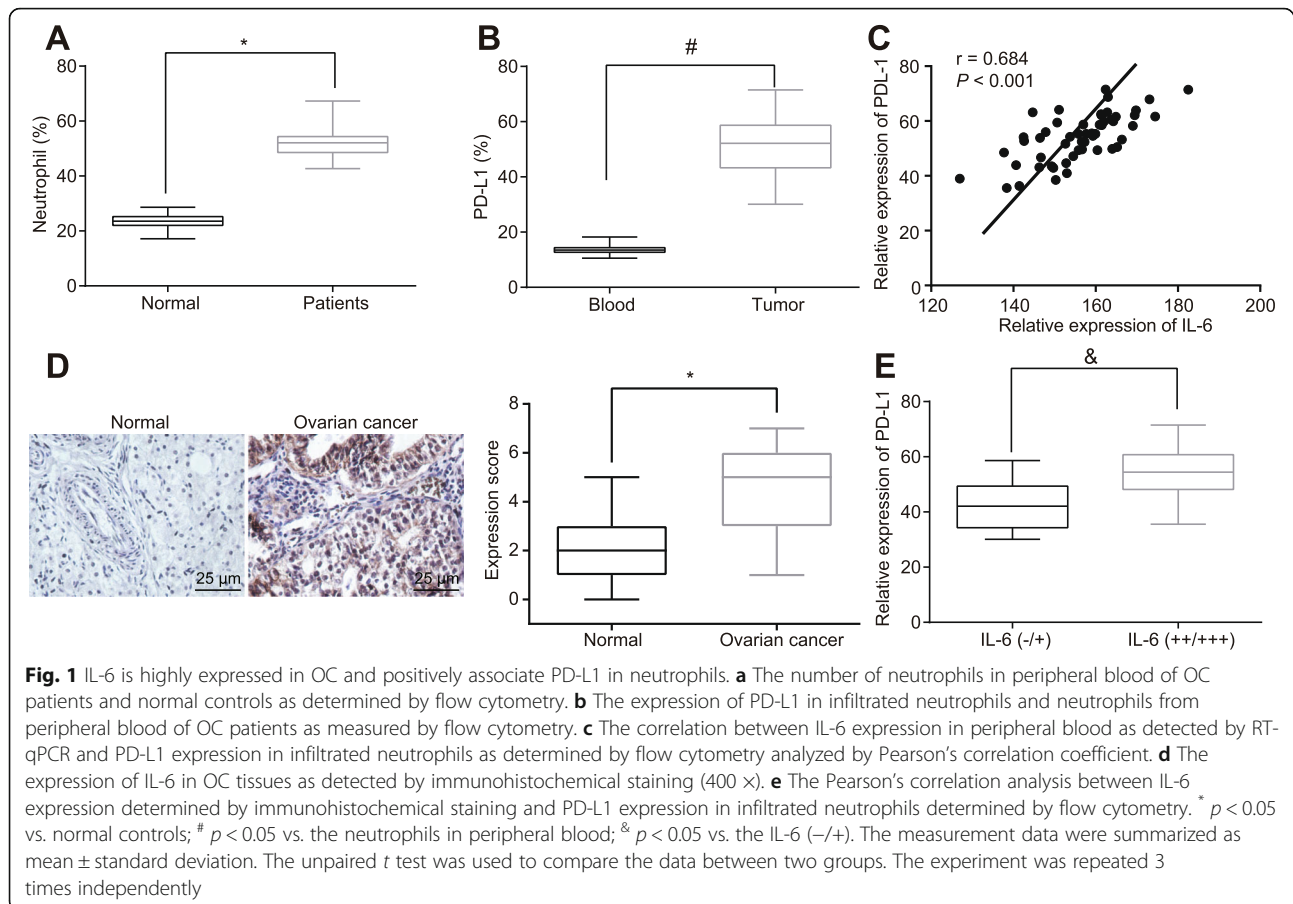 A
*
80
60
40
20
0
Neutrophil (%)
Normal
Patients
B
#
80
60
40
20
0
PD-L1 (%)
Blood
Tumor
C
r = 0.684
P < 0.001
80
60
40
20
0
Relative expression of PDL-1
120
140
160
180
200
Relative expression of IL-6
D
Normal
Ovarian cancer
25 µm
25 µm
*
8
6
4
2
0
Expression score
Normal
Ovarian cancer
E
&
80
60
40
20
0
Relative expression of PD-L1
IL-6 (-/+)
IL-6 (++/+++)
Fig. 1 IL-6 is highly expressed in OC and positively associate PD-L1 in neutrophils. a The number of neutrophils in peripheral blood of OC
patients and normal controls as determined by flow cytometry. b The expression of PD-L1 in infiltrated neutrophils and neutrophils from
peripheral blood of OC patients as measured by flow cytometry. c The correlation between IL-6 expression in peripheral blood as detected by RT-
qPCR and PD-L1 expression in infiltrated neutrophils as determined by flow cytometry analyzed by Pearson's correlation coefficient. d The
expression of IL-6 in OC tissues as detected by immunohistochemical staining (400 ×). e The Pearson's correlation analysis between IL-6
expression determined by immunohistochemical staining and PD-L1 expression in infiltrated neutrophils determined by flow cytometry. * p < 0.05
vs. normal controls; # p < 0.05 vs. the neutrophils in peripheral blood; & p < 0.05 vs. the IL-6 (−/+). The measurement data were summarized as
mean ± standard deviation. The unpaired t test was used to compare the data between two groups. The experiment was repeated 3
times independently